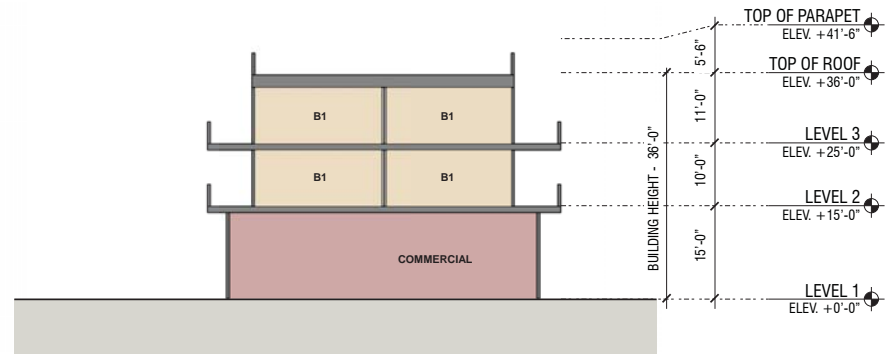 TOP OF PARAPET
ELEV. +41'-6"
5'-6"
TOP OF ROOF
ELEV. +36'-0"
B1
B1
11'-0"
LEVEL 3
ELEV. +25'-0"
BUILDING HEIGHT - 36'-0"
B1
B1
10'-0"
LEVEL 2
ELEV. +15'-0"
COMMERCIAL
15'-0"
LEVEL 1
ELEV. +0'-0"